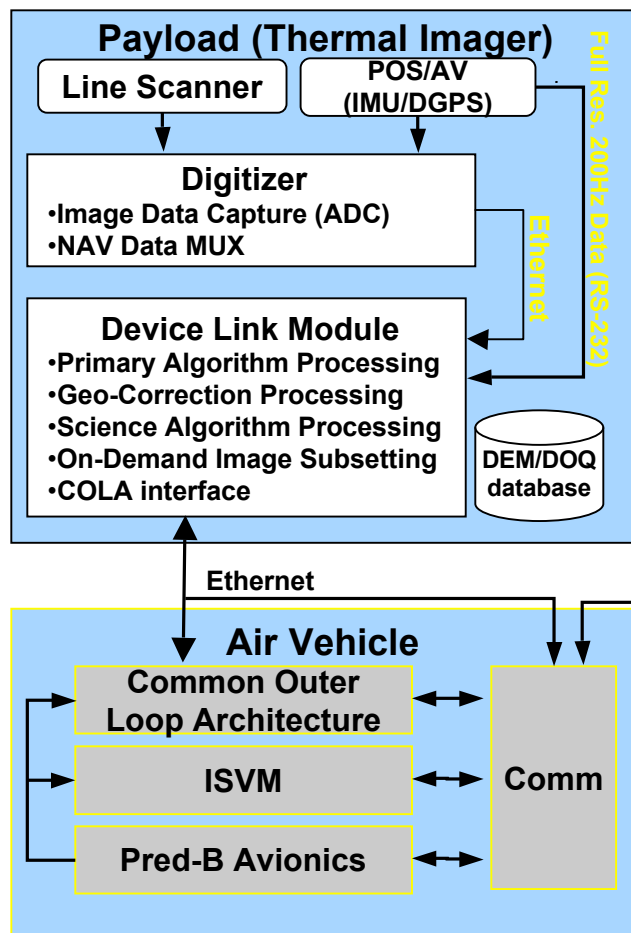 Payload (Thermal Imager)
Line Scanner
POS/AV
(IMU/DGPS)
Full Res. 200Hz Data (RS-232)
Digitizer
•Image Data Capture (ADC)
•NAV Data MUX
Ethernet
Device Link Module
•Primary Algorithm Processing
•Geo-Correction Processing
•Science Algorithm Processing
•On-Demand Image Subsetting
•COLA interface
DEM/DOQ
database
Ethernet
Air Vehicle
Common Outer
Loop Architecture
ISVM
Pred-B Avionics
Comm